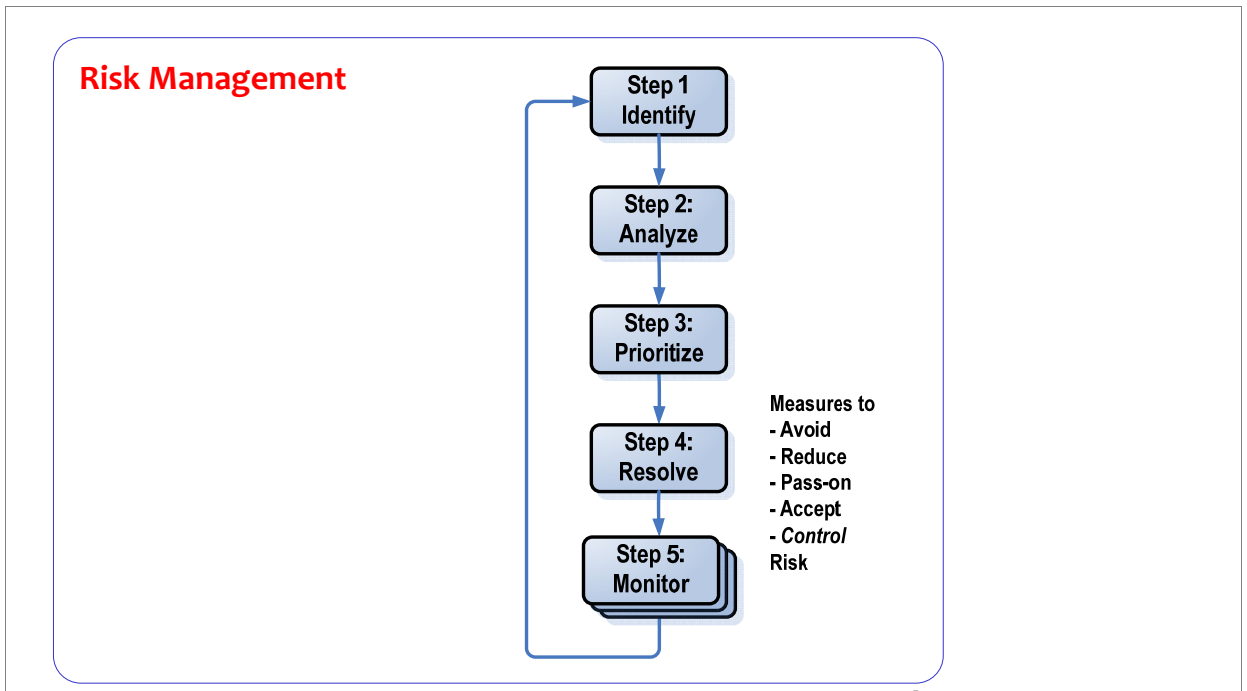 Risk Management
Step 1
Identify
Step 2:
Analyze
Step 3:
Prioritize
Step 4:
Resolve
Step 5:
Monitor
Measures to
- Avoid
- Reduce
- Pass-on
- Accept
- Control
Risk